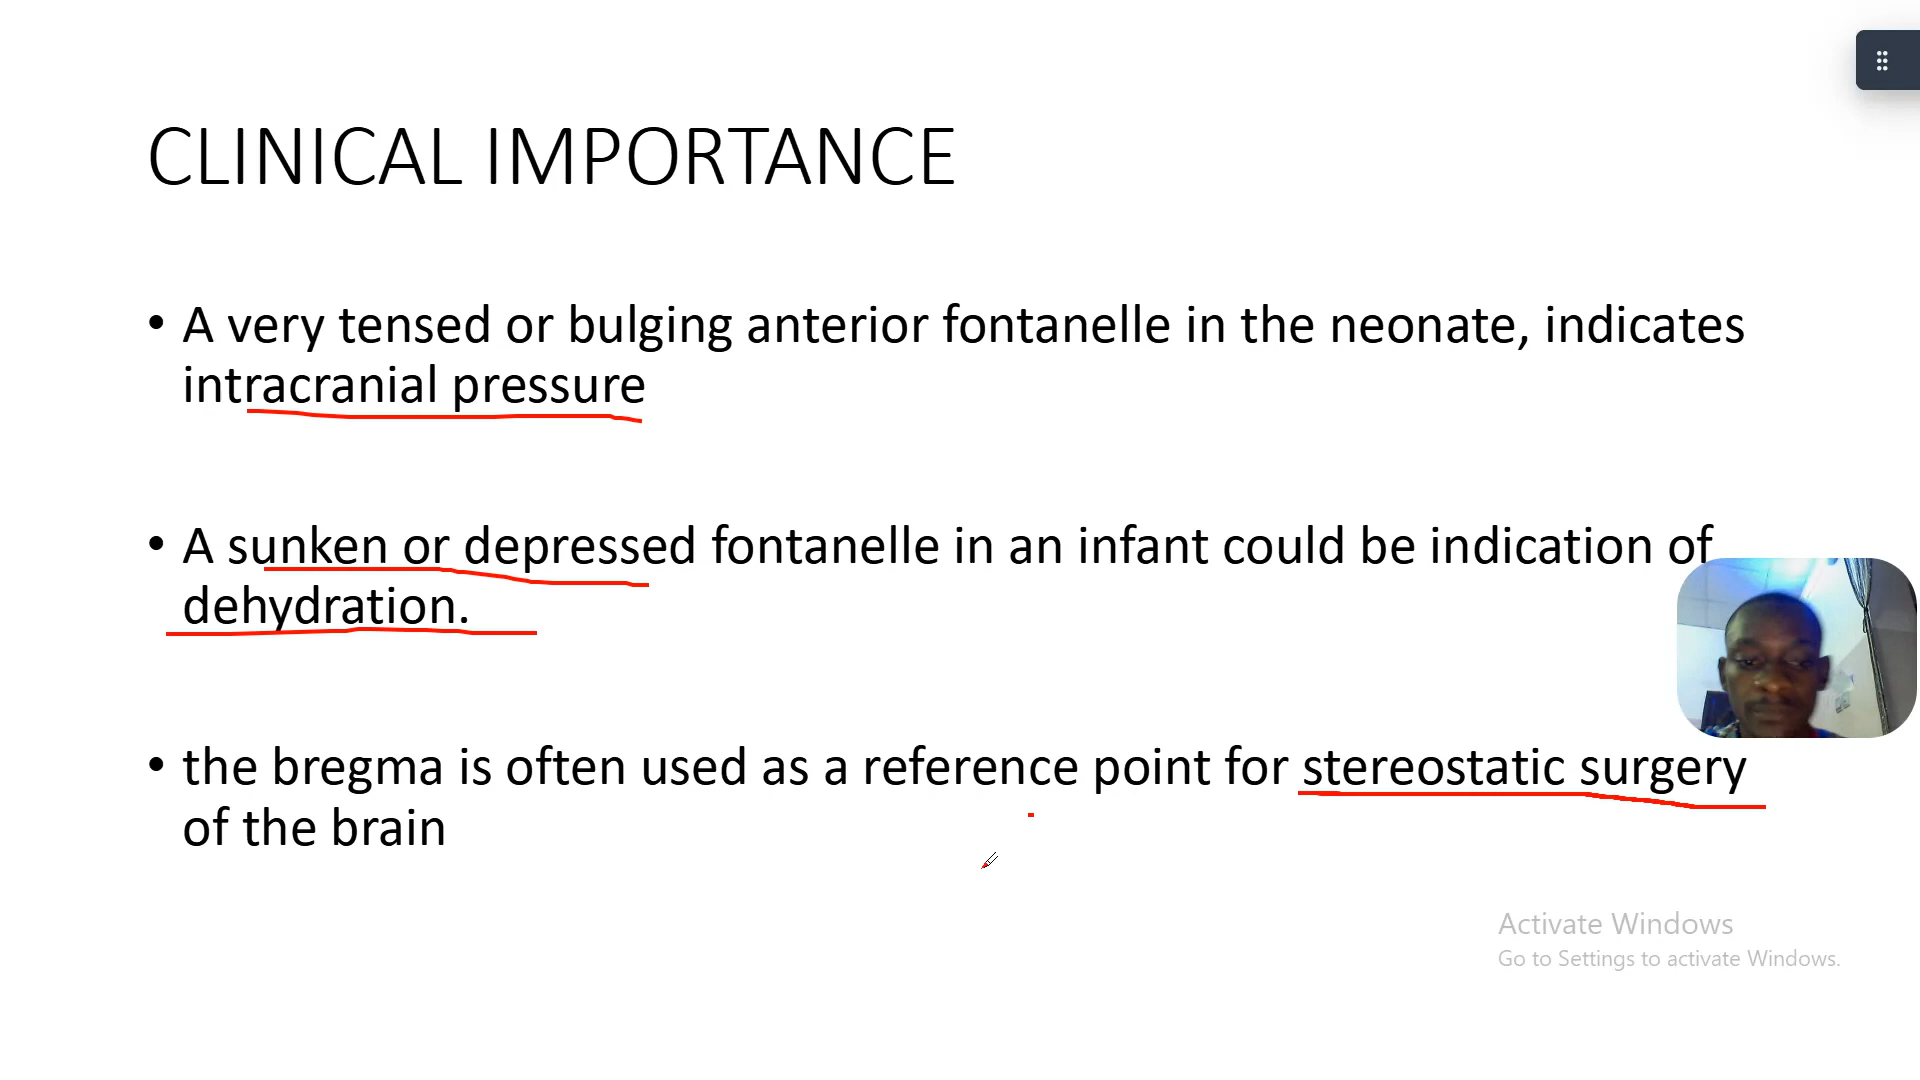 CLINICAL IMPORTANCE
• A very tensed or bulging anterior fontanelle in the neonate, indicates
intracranial pressure
• A sunken or depressed fontanelle in an infant could be indication of
dehydration.
• the bregma is often used as a reference point for stereostatic surgery
of the brain
Activate Windows
Go to Settings to activate Windows.